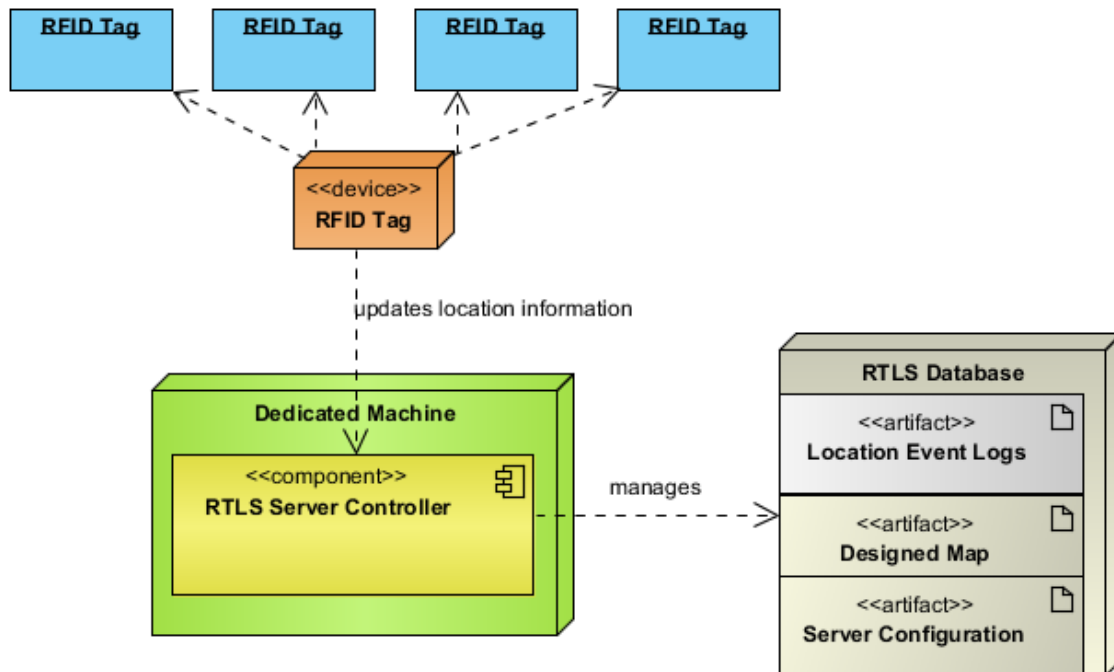 RFID Tag
RFID Tag
RFID Tag
RFID Tag
<<device>>
RFID Tag
updates location information
Dedicated Machine
<<component>>
RTLS Server Controller
manages
RTLS Database
<<artifact>>
Location Event Logs
<<artifact>>
Designed Map
<<artifact>>
Server Configuration